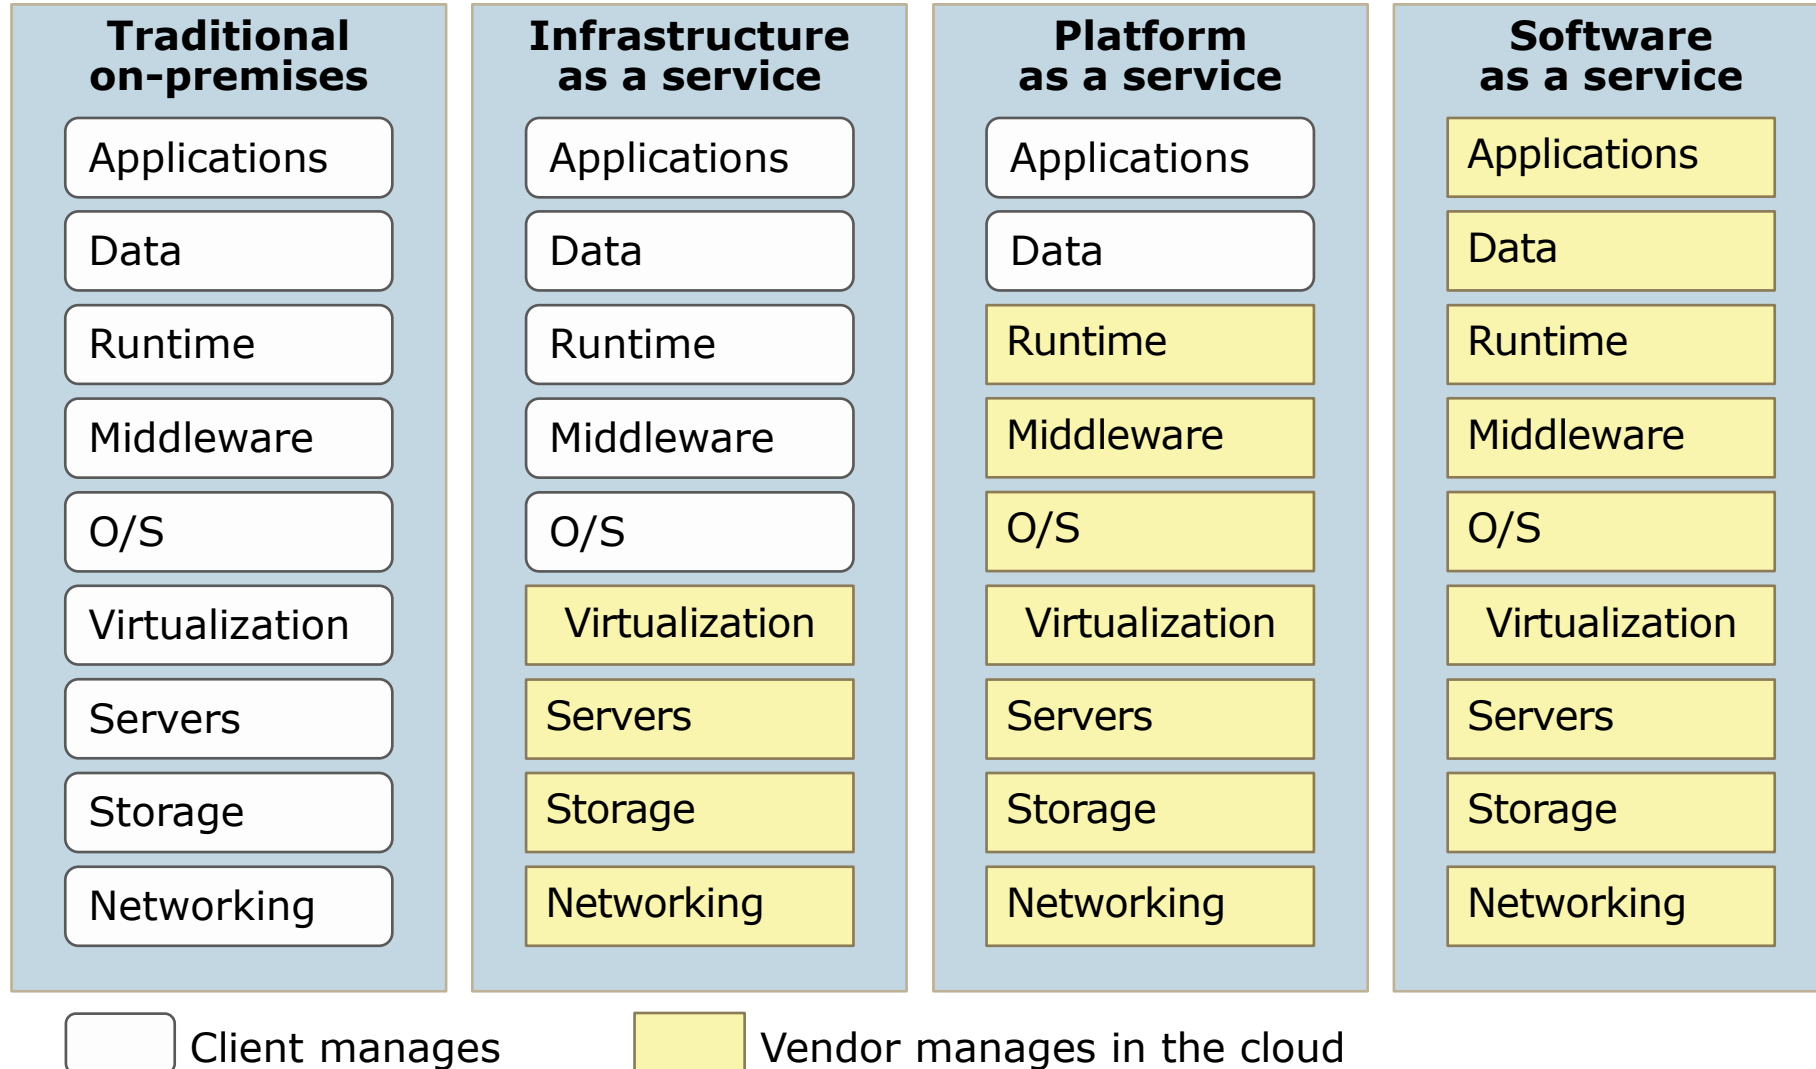 Traditional
on-premises
Applications
Data
Runtime
Middleware
O/S
Virtualization
Servers
Storage
Networking
Infrastructure
as a service
Applications
Data
Runtime
Middleware
O/S
Virtualization
Servers
Storage
Networking
Platform
as a service
Applications
Data
Runtime
Middleware
O/S
Virtualization
Servers
Storage
Networking
Software
as a service
Applications
Data
Runtime
Middleware
O/S
Virtualization
Servers
Storage
Networking
Client manages
Vendor manages in the cloud